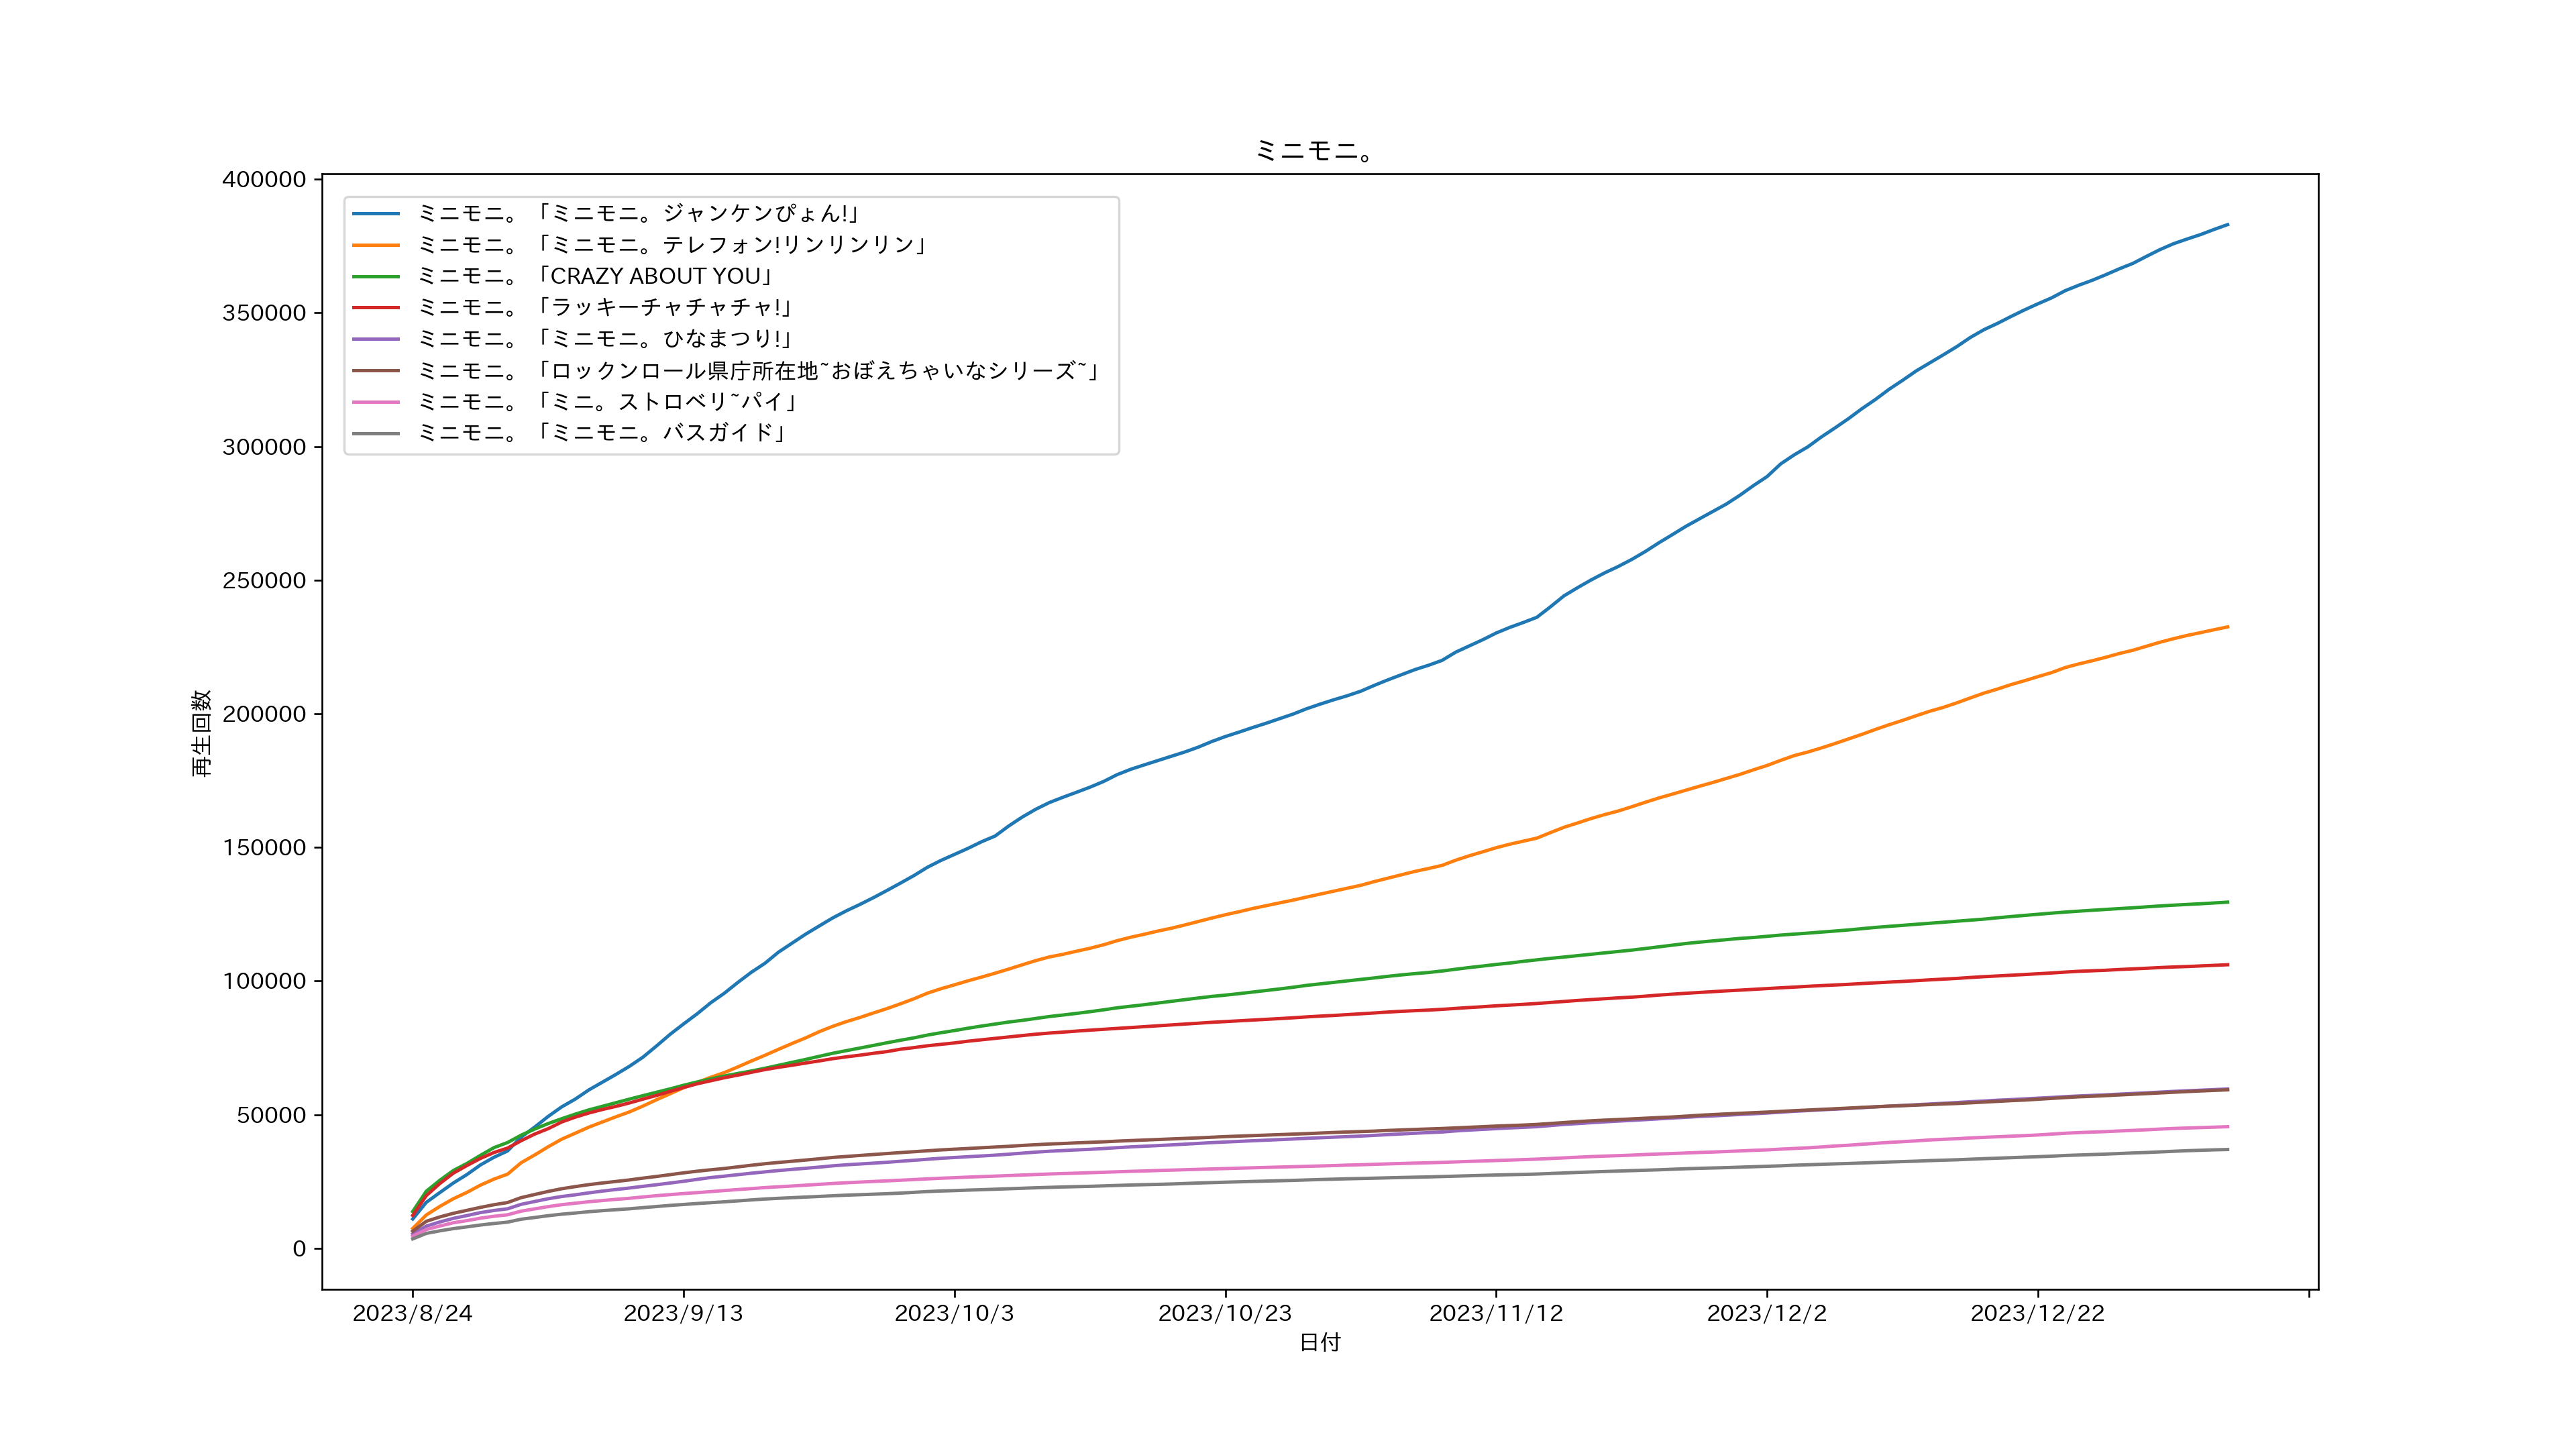 ミニモニ。
400000
350000
300000
250000
200000
150000
100000
50000
0
再生回数
ミニモニ。「ミニモニ。ジャンケンぴょん!」
ミニモニ。「ミニモニ。テレフォン!リンリンリン」
ミニモニ。「CRAZY ABOUT YOU」
ミニモニ。「ラッキーチャチャチャ!」
ミニモニ。「ミニモニ。ひなまつり!」
ミニモニ。「ロックンロール県庁所在地~おぼえちゃいなシリーズ~」
ミニモニ。「ミニ。ストロベリ~パイ」
ミニモニ。「ミニモニ。バスガイド」
2023/8/24 2023/9/13 2023/10/3 2023/10/23 2023/11/12 2023/12/2 2023/12/22
日付